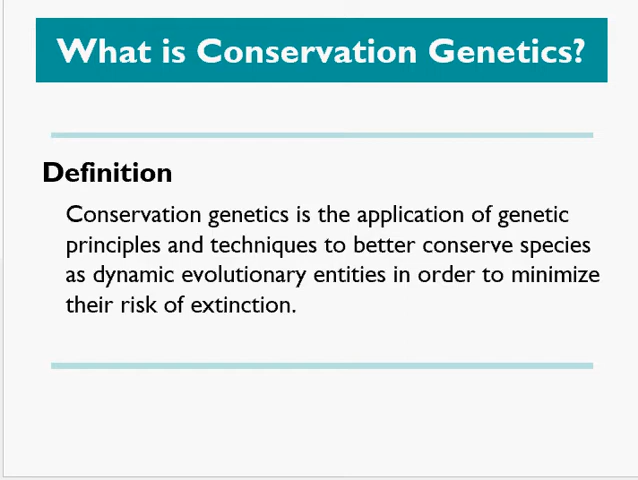 What is Conservation Genetics?
Definition
Conservation genetics is the application of genetic
principles and techniques to better conserve species
as dynamic evolutionary entities in order to minimize
their risk of extinction.